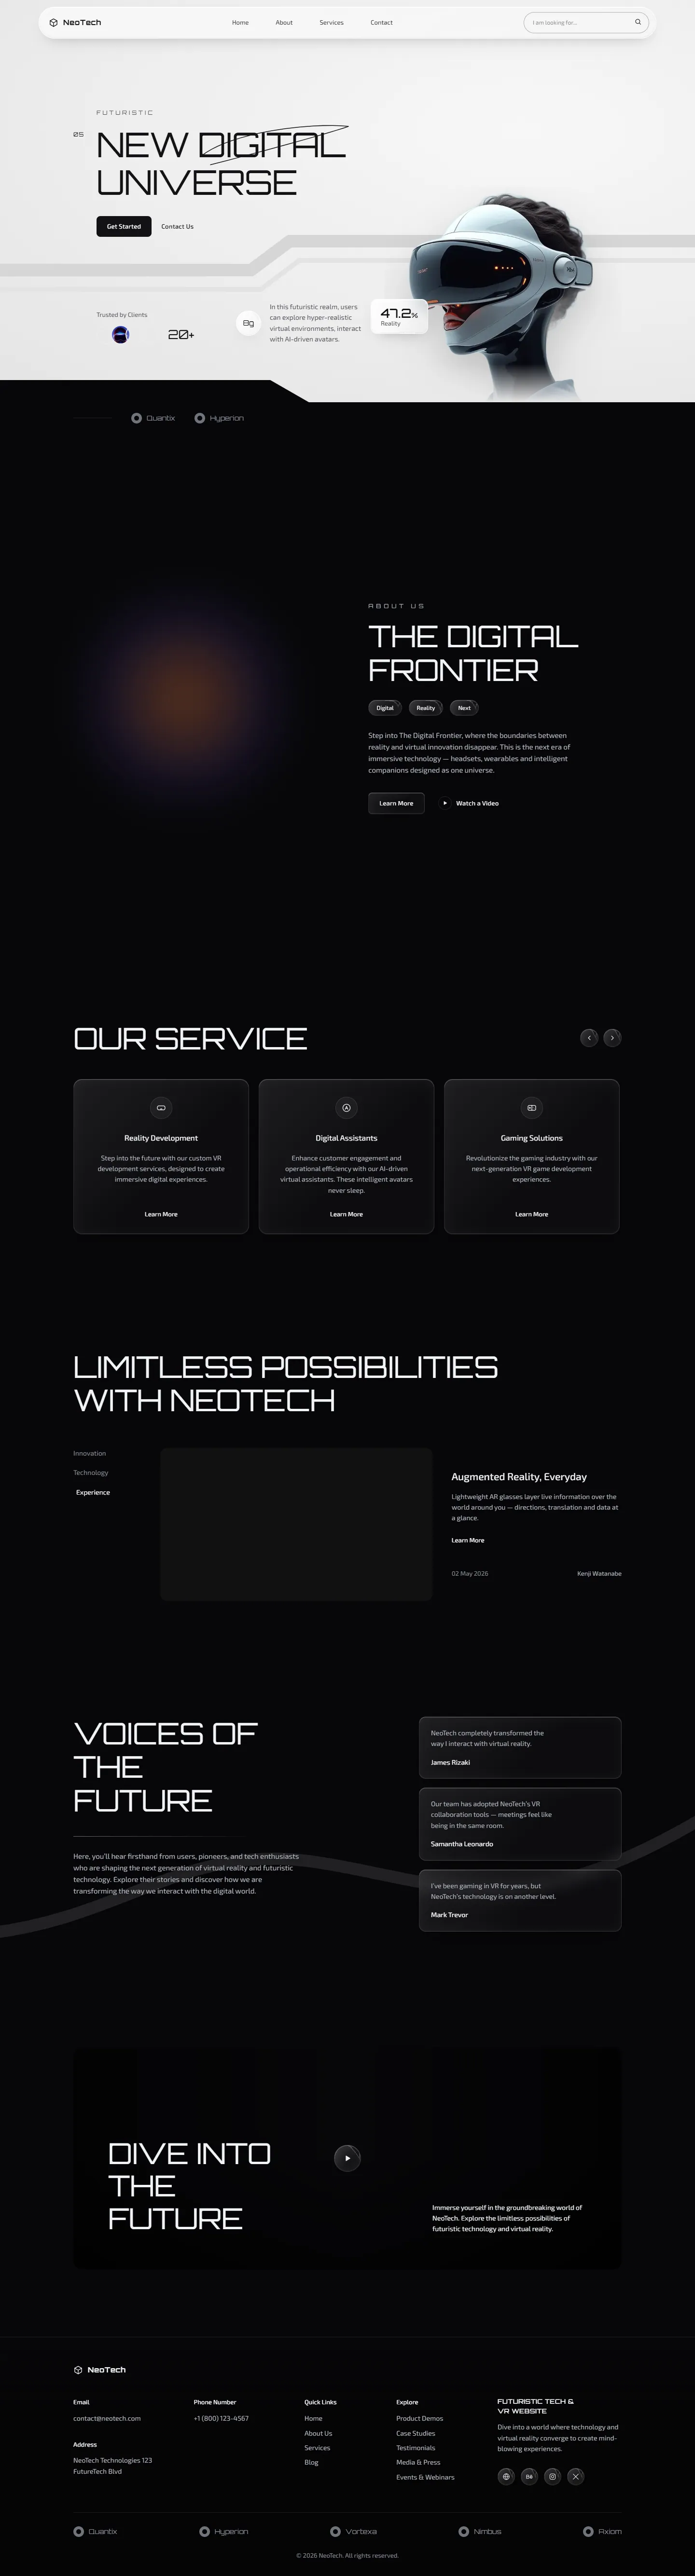 NeoTech
Home
About
Services
Contact
I am looking for...
FUTURISTIC
05
NEW DIGITAL
UNIVERSE
Get Started
Contact Us
Trusted by Clients
20+
In this futuristic realm, users
can explore hyper-realistic
virtual environments, interact
with AI-driven avatars.
47.2%
Reality
Quantix
Hyperion
ABOUT US
THE DIGITAL
FRONTIER
Digital
Reality
Next
Step into The Digital Frontier, where the boundaries between
reality and virtual innovation disappear. This is the next era of
immersive technology — headsets, wearables and intelligent
companions designed as one universe.
Learn More
Watch a Video
OUR SERVICE
Reality Development
Step into the future with our custom VR
development services, designed to create
immersive digital experiences.
Learn More
Digital Assistants
Enhance customer engagement and
operational efficiency with our AI-driven
virtual assistants. These intelligent avatars
never sleep.
Learn More
Gaming Solutions
Revolutionize the gaming industry with our
next-generation VR game development
experiences.
Learn More
LIMITLESS POSSIBILITIES
WITH NEOTECH
Innovation
Technology
Experience
Augmented Reality, Everyday
Lightweight AR glasses layer live information over the
world around you — directions, translation and data at
a glance.
Learn More
02 May 2026
Kenji Watanabe
VOICES OF
THE
FUTURE
Here, you'll hear firsthand from users, pioneers, and tech enthusiasts
who are shaping the next generation of virtual reality and futuristic
technology. Explore their stories and discover how we are
transforming the way we interact with the digital world.
NeoTech completely transformed the
way I interact with virtual reality.
James Rizaki
Our team has adopted NeoTech's VR
collaboration tools — meetings feel like
being in the same room.
Samantha Leonardo
I've been gaming in VR for years, but
NeoTech's technology is on another level.
Mark Trevor
DIVE INTO
THE
FUTURE
Immerse yourself in the groundbreaking world of
NeoTech. Explore the limitless possibilities of
futuristic technology and virtual reality.
NeoTech
Email
contact@neotech.com
Address
NeoTech Technologies 123
FutureTech Blvd
Phone Number
+1 (800) 123-4567
Quick Links
Home
About Us
Services
Blog
Explore
Product Demos
Case Studies
Testimonials
Media & Press
Events & Webinars
FUTURISTIC TECH &
VR WEBSITE
Dive into a world where technology and
virtual reality converge to create mind-
blowing experiences.
Quantix
Hyperion
Vortexa
Nimbus
Axiom
© 2026 NeoTech. All rights reserved.